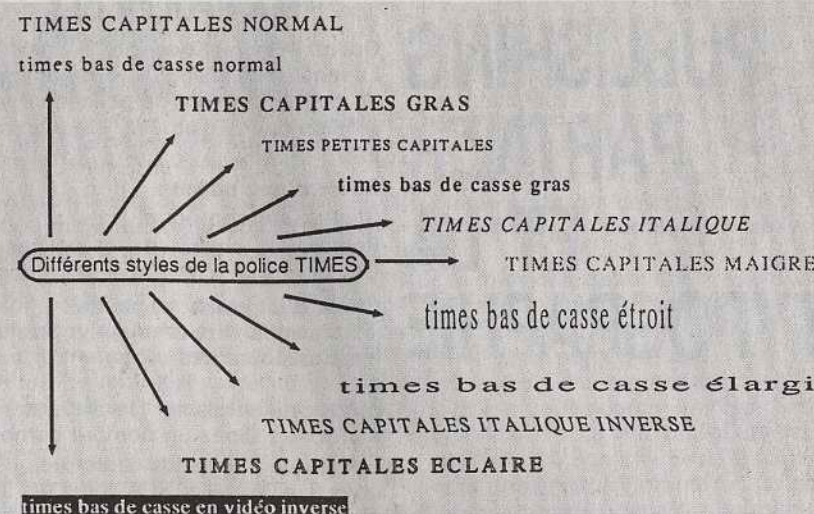 TIMES CAPITALES NORMAL
times bas de casse normal
TIMES CAPITALES GRAS
TIMES PETITES CAPITALES
times bas de casse gras
TIMES CAPITALES ITALIQUE
Différents styles de la police TIMES
TIMES CAPITALES MAIGRE
times bas de casse étroit
times bas de casse élargi
TIMES CAPITALES ITALIQUE INVERSE
TIMES CAPITALES ECLAIRE
times bas de casse en vidéo inverse